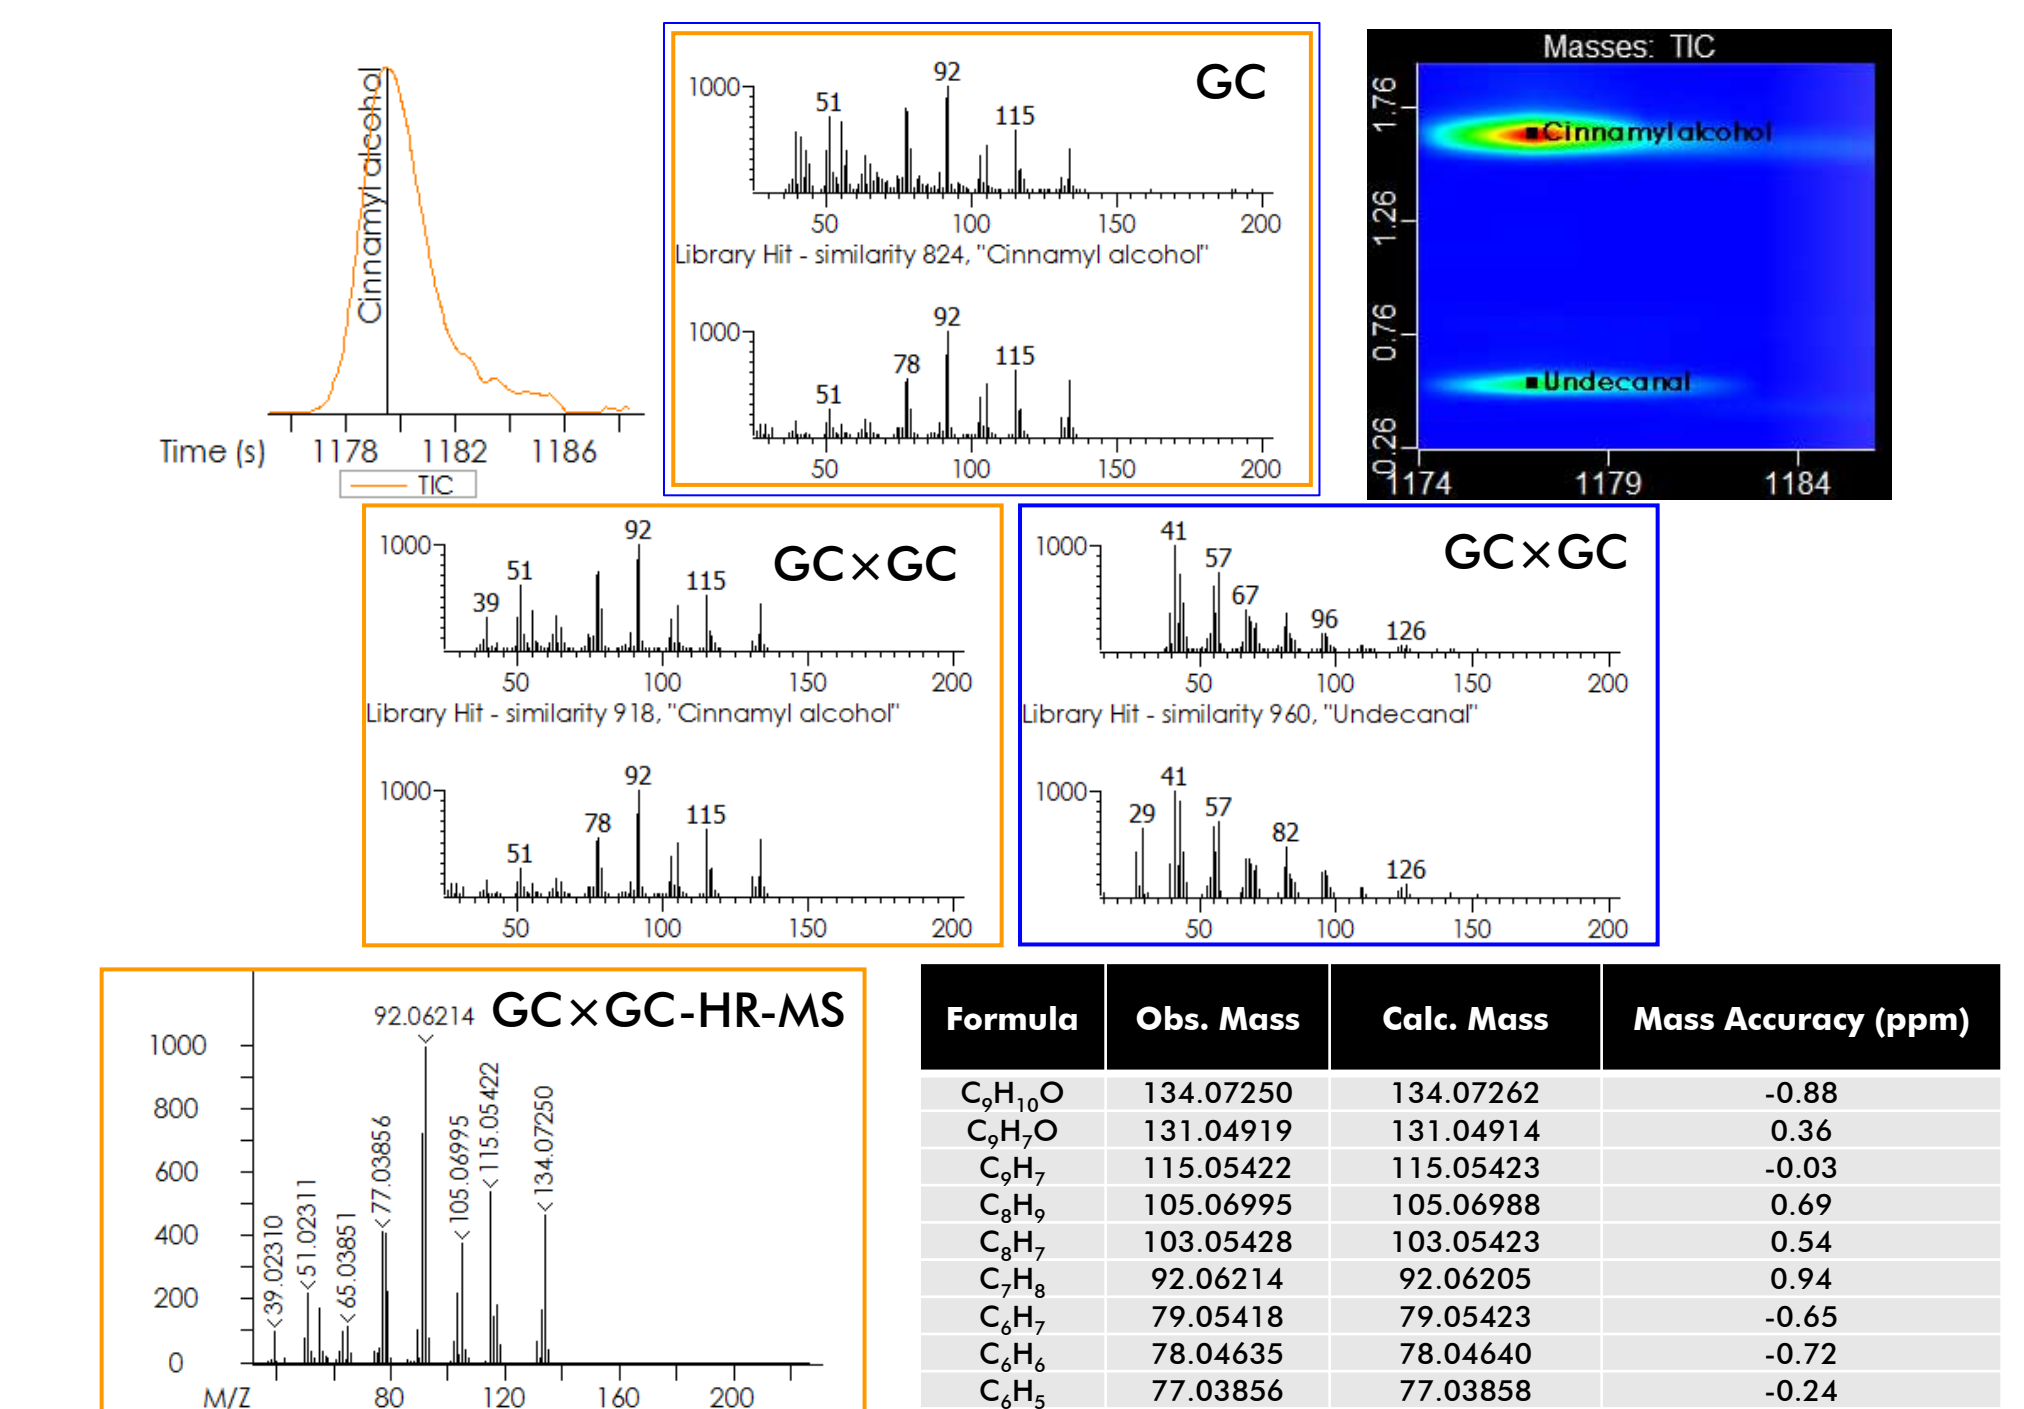 Cinnamyl alcohol
Time (s)
1178 1182 1186
TIC
GC
1000
51
92
115
50 100 150 200
Library Hit - similarity 824, "Cinnamyl alcohol"
1000
51
78
92
115
50 100 150 200
Masses: TIC
1.76
1.26
0.76
0.26
Cinnamyl alcohol
Undecanal
1174 1179 1184
GC×GC
1000
39
51
92
115
50 100 150 200
Library Hit - similarity 918, "Cinnamyl alcohol"
1000
51
78
92
115
50 100 150 200
GC×GC
1000
41
57
67
96
126
50 100 150 200
Library Hit - similarity 960, "Undecanal"
1000
29
41
57
82
126
50 100 150 200
GC×GC-HR-MS
92.06214
1000
800
600
400
200
0
39.02310
51.02311
65.03851
77.03856
105.06995
115.05422
134.07250
M/Z 80 120 160 200
Formula Obs. Mass Calc. Mass Mass Accuracy (ppm)
C₉H₁₀O 134.07250 134.07262 -0.88
C₉H₇O 131.04919 131.04914 0.36
C₉H₇ 115.05422 115.05423 -0.03
C₈H₉ 105.06995 105.06988 0.69
C₈H₇ 103.05428 103.05423 0.54
C₇H₈ 92.06214 92.06205 0.94
C₆H₇ 79.05418 79.05423 -0.65
C₆H₆ 78.04635 78.04640 -0.72
C₆H₅ 77.03856 77.03858 -0.24